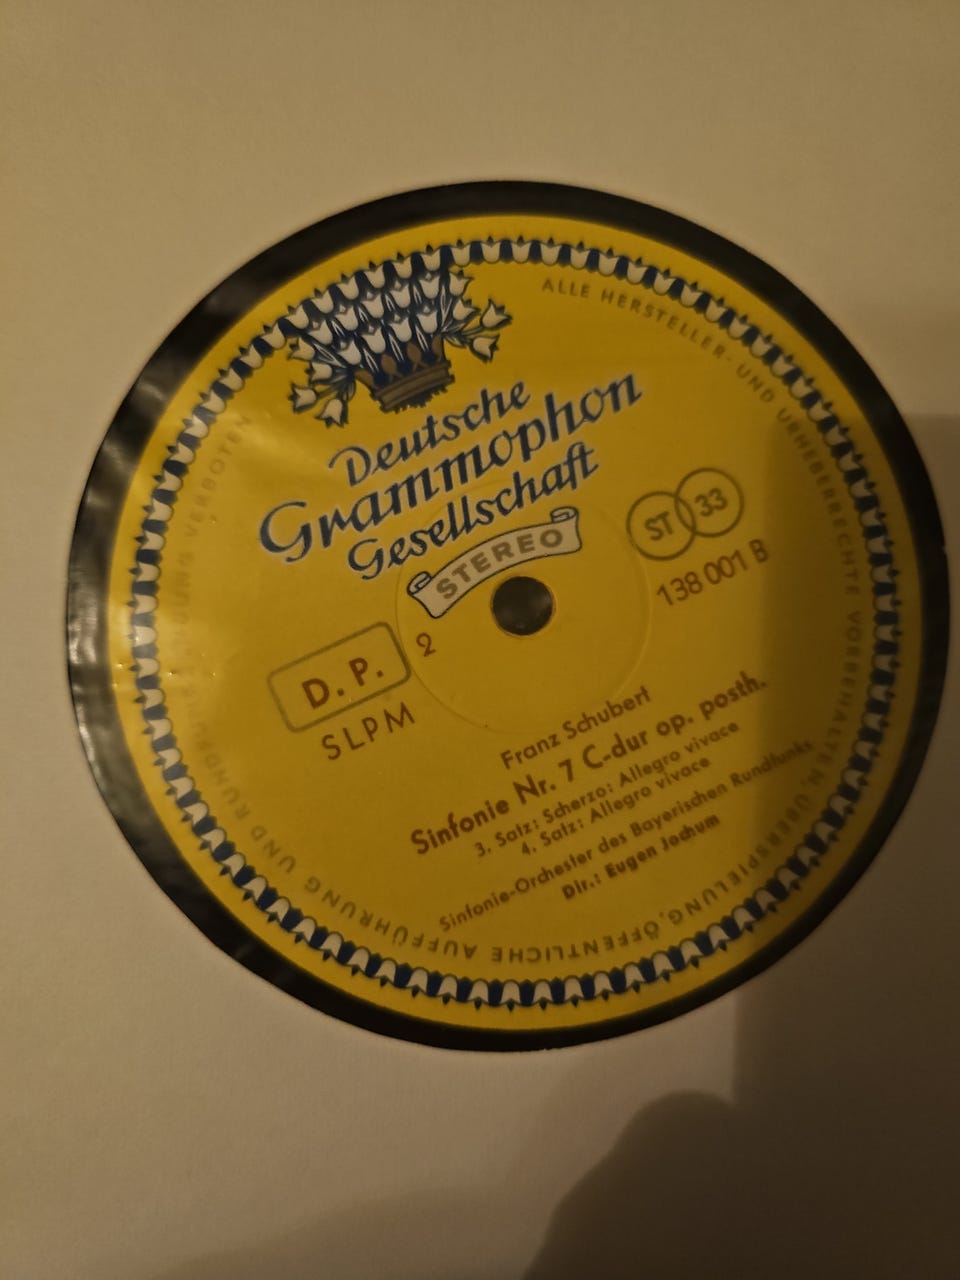 Deutsche
Grammophon
Gesellschaft
STEREO
ST 33
138 001 B
2
D. P.
SLPM
Franz Schubert
Sinfonie Nr. 7 C-dur op. posth.
3. Satz: Scherzo: Allegro vivace
4. Satz: Allegro vivace
Sinfonie-Orchester des Bayerischen Rundfunks
Dir.: Eugen Jochum
ALLE HERSTELLER- UND URHEBERRECHTE VORBEHALTEN. ÜBERSPIELUNG, ÖFFENTLICHE AUFFÜHRUNG UND RUNDFUNKSENDUNG VERBOTEN